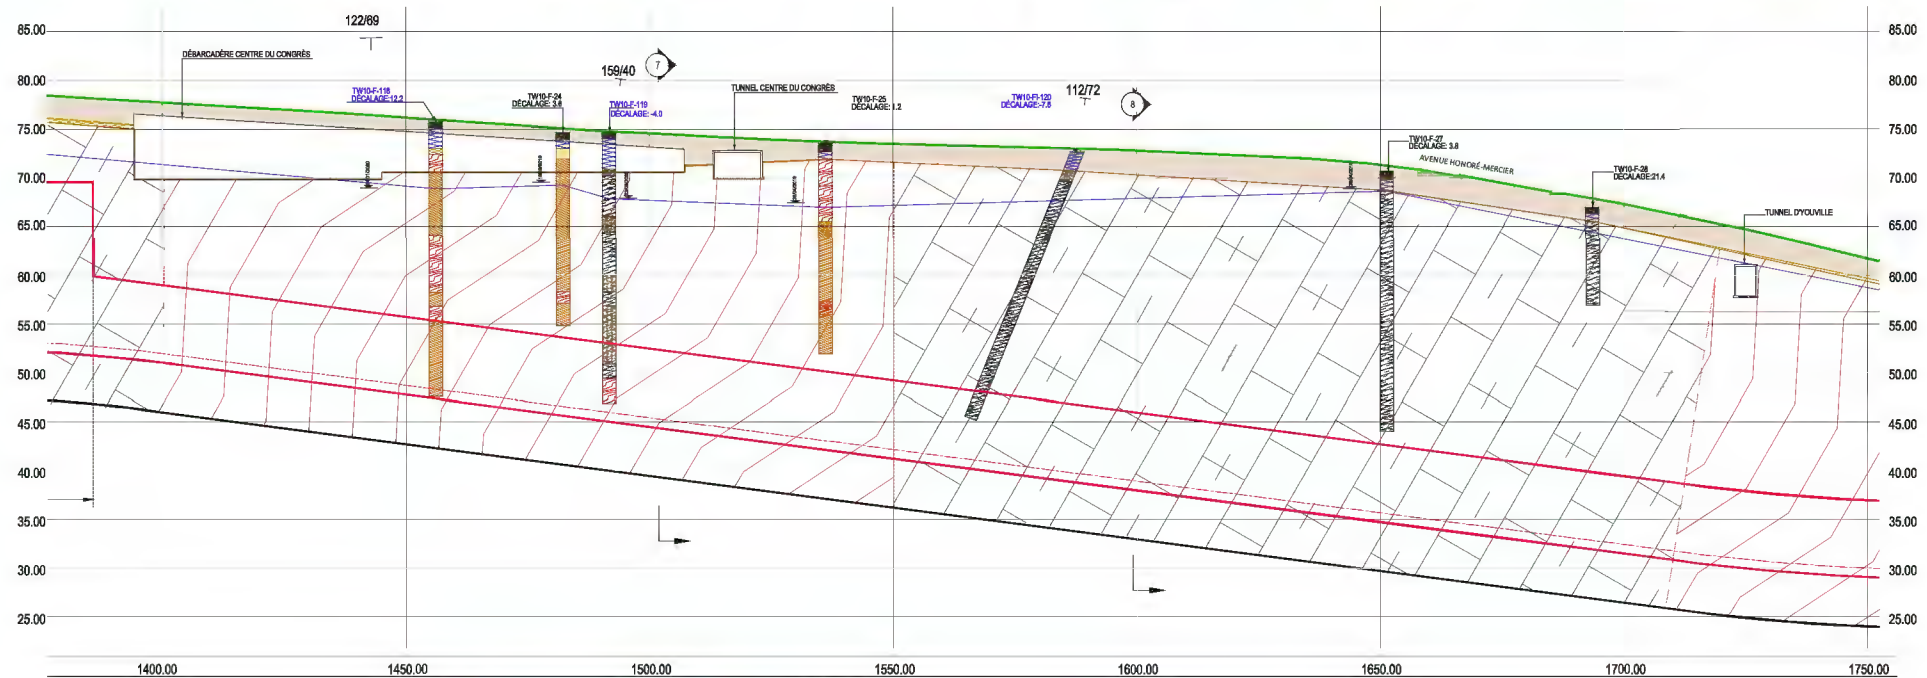 122/69
85.00
85.00
DÉBARCADÈRE CENTRE DU CONGRÈS
159/40
7
80.00
80.00
TW10-F-118
DÉCALAGE:12.2
TW10-F-24
DÉCALAGE: 3.6
TW10-F-119
DÉCALAGE: -4.0
TUNNEL CENTRE DU CONGRÈS
TW10-F-25
DÉCALAGE: 1.2
TW10-FI-120
DÉCALAGE:-7.5
112/72
8
75.00
75.00
TW10-F-27
DÉCALAGE: 3.8
AVENUE HONORÉ-MERCIER
TW10-F-28
DÉCALAGE:21.4
70.00
70.00
TUNNEL D'YOUVILLE
65.00
65.00
60.00
60.00
55.00
55.00
50.00
50.00
45.00
45.00
40.00
40.00
35.00
35.00
30.00
30.00
25.00
25.00
1400.00
1450.00
1500.00
1550.00
1600.00
1650.00
1700.00
1750.00